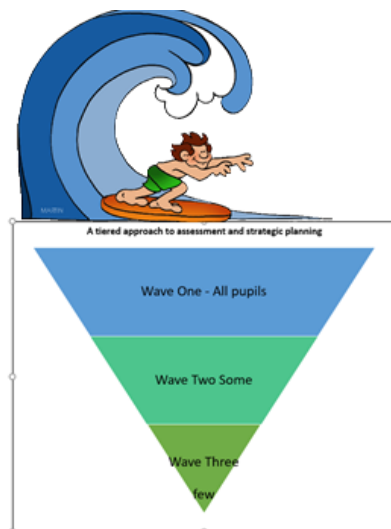 A tiered approach to assessment and strategic planning
Wave One - All pupils
Wave Two Some
Wave Three
few